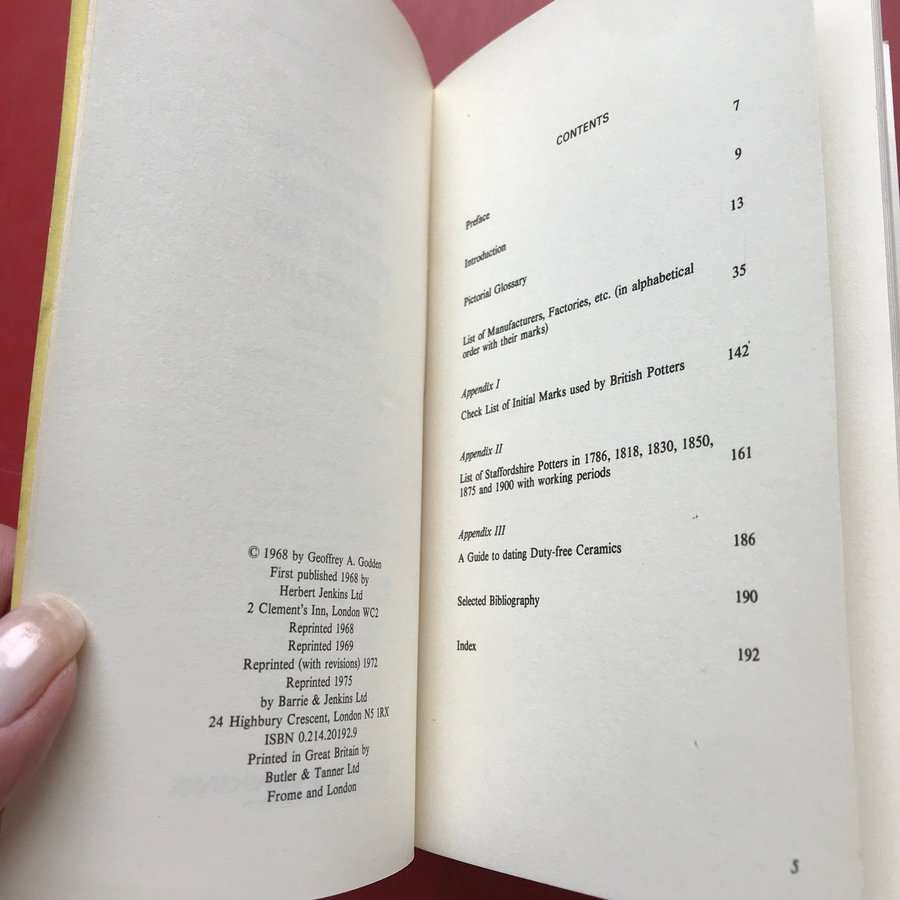 © 1968 by Geoffrey A. Godden
First published 1968 by
Herbert Jenkins Ltd
2 Clement's Inn, London WC2
Reprinted 1968
Reprinted 1969
Reprinted (with revisions) 1972
Reprinted 1975
by Barrie & Jenkins Ltd
24 Highbury Crescent, London N5 1RX
ISBN 0.214.20192.9
Printed in Great Britain by
Butler & Tanner Ltd
Frome and London
CONTENTS
Preface 7
Introduction 9
Pictorial Glossary 13
List of Manufacturers, Factories, etc. (in alphabetical
order with their marks) 35
Appendix I
Check List of Initial Marks used by British Potters 142
Appendix II
List of Staffordshire Potters in 1786, 1818, 1830, 1850,
1875 and 1900 with working periods 161
Appendix III
A Guide to dating Duty-free Ceramics 186
Selected Bibliography 190
Index 192
5